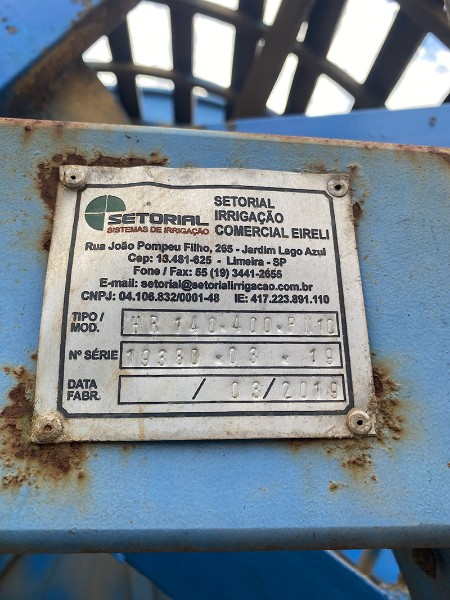 SETORIAL
SISTEMAS DE IRRIGAÇÃO
SETORIAL
IRRIGAÇÃO
COMERCIAL EIRELI
Rua João Pompeu Filho, 265 - Jardim Lago Azul
Cep: 13.481-625 - Limeira - SP
Fone / Fax: 55 (19) 3441-2655
E-mail: setorial@setorialirrigacao.com.br
CNPJ: 04.106.832/0001-48 IE: 417.223.891.110
TIPO / MOD. HR 140.400.PN10
Nº SÉRIE 19380.03.19
DATA FABR. / 03/2019